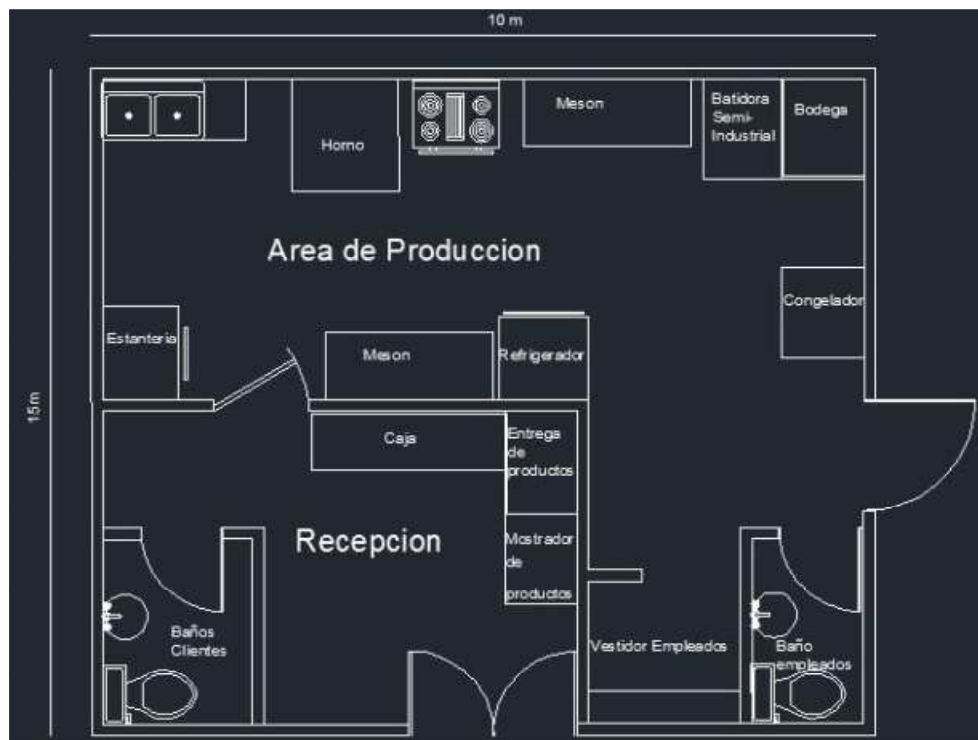 10 m
Meson
Batidora
Semi-
Industrial
Bodega
Horno
Area de Produccion
Congelador
Estanteria
Meson
Refrigerador
15m
Caja
Entrega
de
productos
Recepcion
Mostrador
de
productos
Baños
Clientes
Vestidor Empleados
Baño
empleados